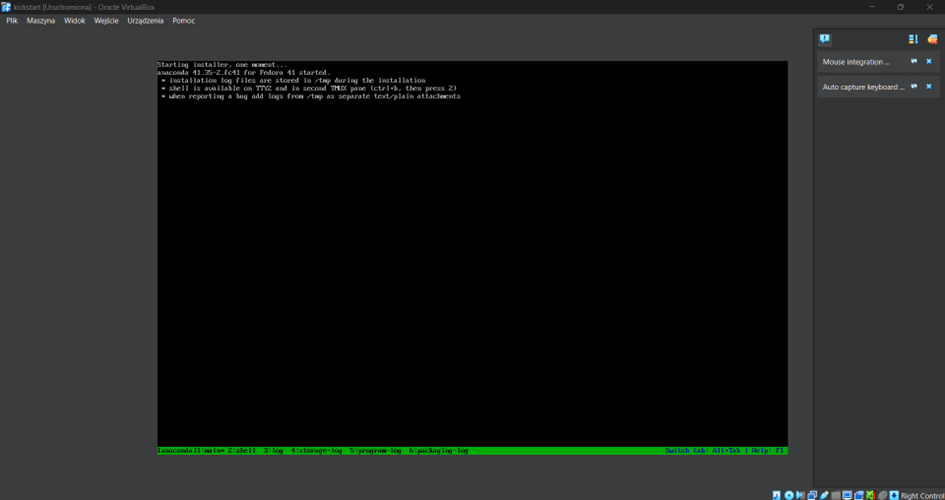 kickstart [Uruchomiona] - Oracle VirtualBox
Plik Maszyna Widok Wejście Urządzenia Pomoc
Starting installer, one moment...
anaconda 41.35-2.fc41 for Fedora 41 started.
* installation log files are stored in /tmp during the installation
* shell is available on TTY2 and in second TMUX pane (ctrl+b, then press 2)
* when reporting a bug add logs from /tmp as separate text/plain attachments
Mouse integration ...
Auto capture keyboard ...
[anaconda]1:main* 2:shell 3:log 4:storage-log 5:program-log 6:packaging-log
Switch tab: Alt+Tab | Help: F1
Right Control